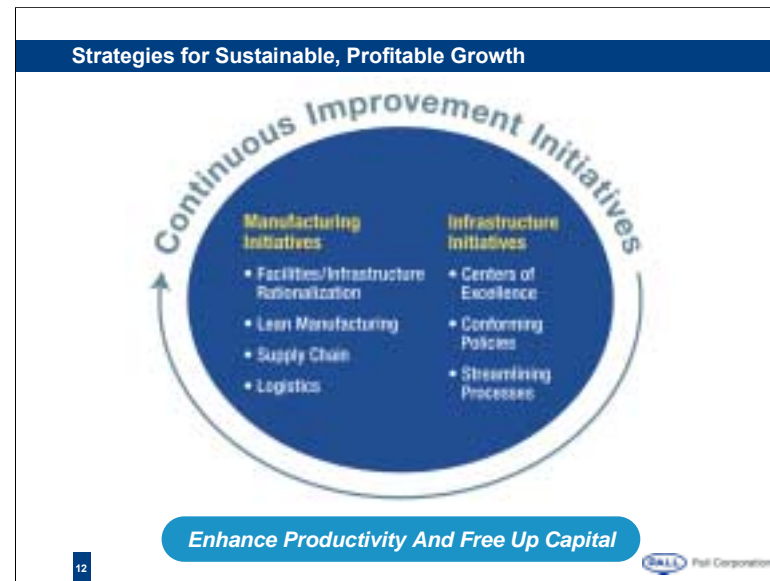 Strategies for Sustainable, Profitable Growth
Continuous Improvement Initiatives
Manufacturing
Initiatives
• Facilities/Infrastructure
Rationalization
• Lean Manufacturing
• Supply Chain
• Logistics
Infrastructure
Initiatives
• Centers of
Excellence
• Conforming
Policies
• Streamlining
Processes
Enhance Productivity And Free Up Capital
12
PALL Pall Corporation